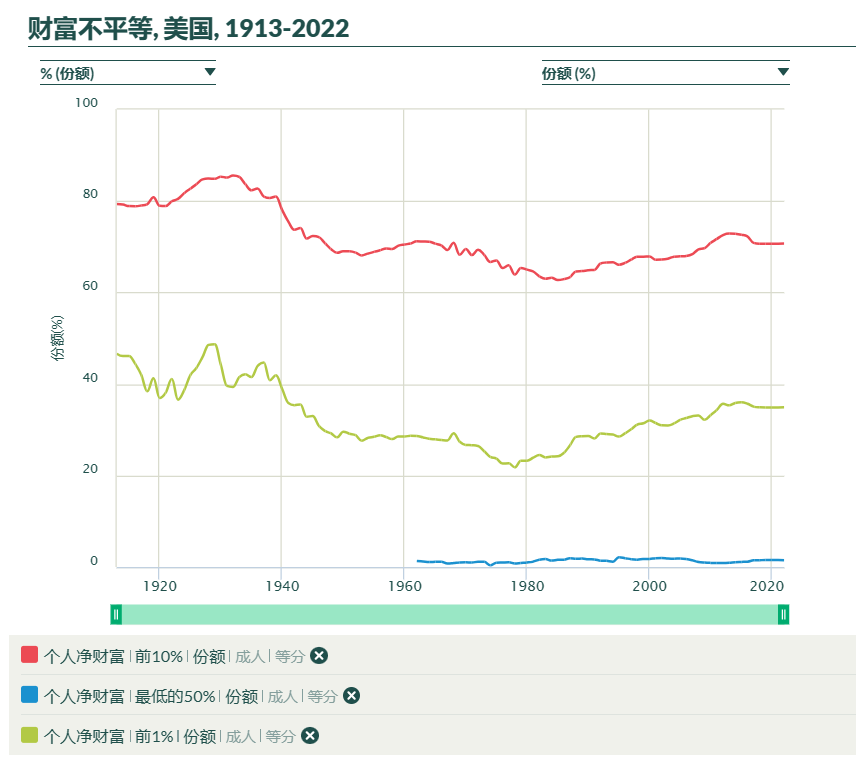 财富不平等, 美国, 1913-2022
% (份额)
份额 (%)
100
80
60
40
20
0
份额(%)
1920 1940 1960 1980 2000 2020
个人净财富 | 前10% | 份额 | 成人 | 等分
个人净财富 | 最低的50% | 份额 | 成人 | 等分
个人净财富 | 前1% | 份额 | 成人 | 等分